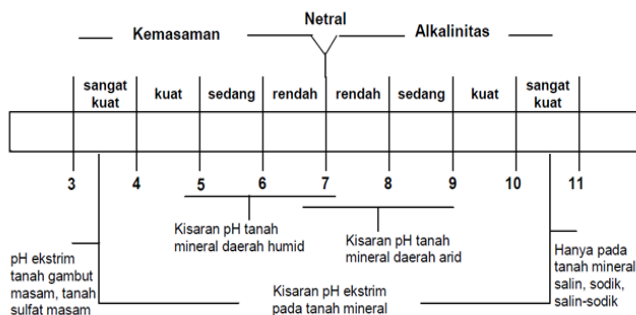 Netral
Kemasaman
Alkalinitas
sangat kuat
kuat
sedang
rendah
rendah
sedang
kuat
sangat kuat
3 4 5 6 7 8 9 10 11
Kisaran pH tanah
mineral daerah humid
Kisaran pH tanah
mineral daerah arid
pH ekstrim
tanah gambut
masam, tanah
sulfat masam
Kisaran pH ekstrim
pada tanah mineral
Hanya pada
tanah mineral
salin, sodik,
salin-sodik